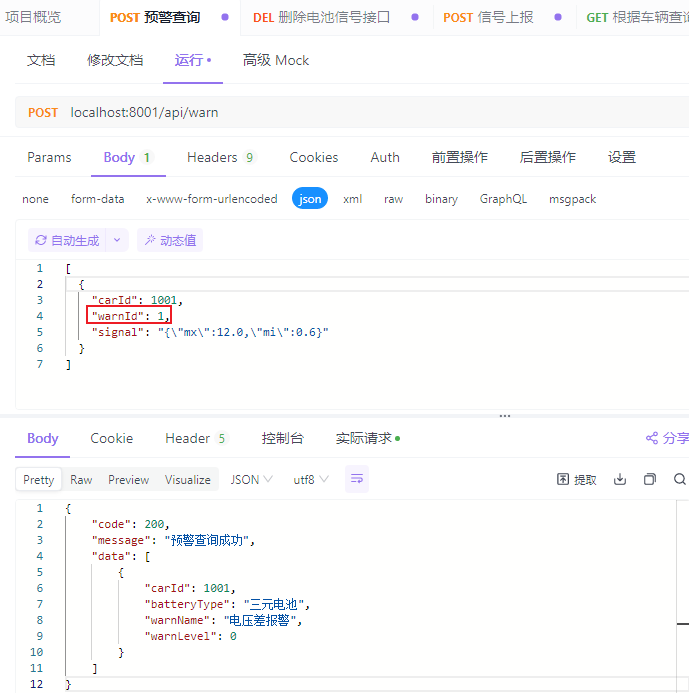 项目概览 POST 预警查询 DEL 删除电池信号接口 POST 信号上报 GET 根据车辆查询
文档 修改文档 运行 高级 Mock
POST localhost:8001/api/warn
Params Body 1 Headers 9 Cookies Auth 前置操作 后置操作 设置
none form-data x-www-form-urlencoded json xml raw binary GraphQL msgpack
自动生成 动态值
1 [
2 {
3 "carId": 1001,
4 "warnId": 1,
5 "signal": "{\"mx\":12.0,\"mi\":0.6}"
6 }
7 ]
Body Cookie Header 5 控制台 实际请求 分享
Pretty Raw Preview Visualize JSON utf8 提取
1 {
2 "code": 200,
3 "message": "预警查询成功",
4 "data": [
5 {
6 "carId": 1001,
7 "batteryType": "三元电池",
8 "warnName": "电压差报警",
9 "warnLevel": 0
10 }
11 ]
12 }